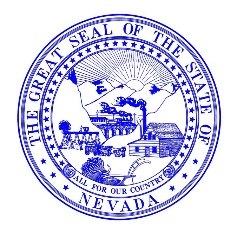 THE GREAT SEAL OF THE STATE OF
NEVADA
ALL FOR OUR COUNTRY